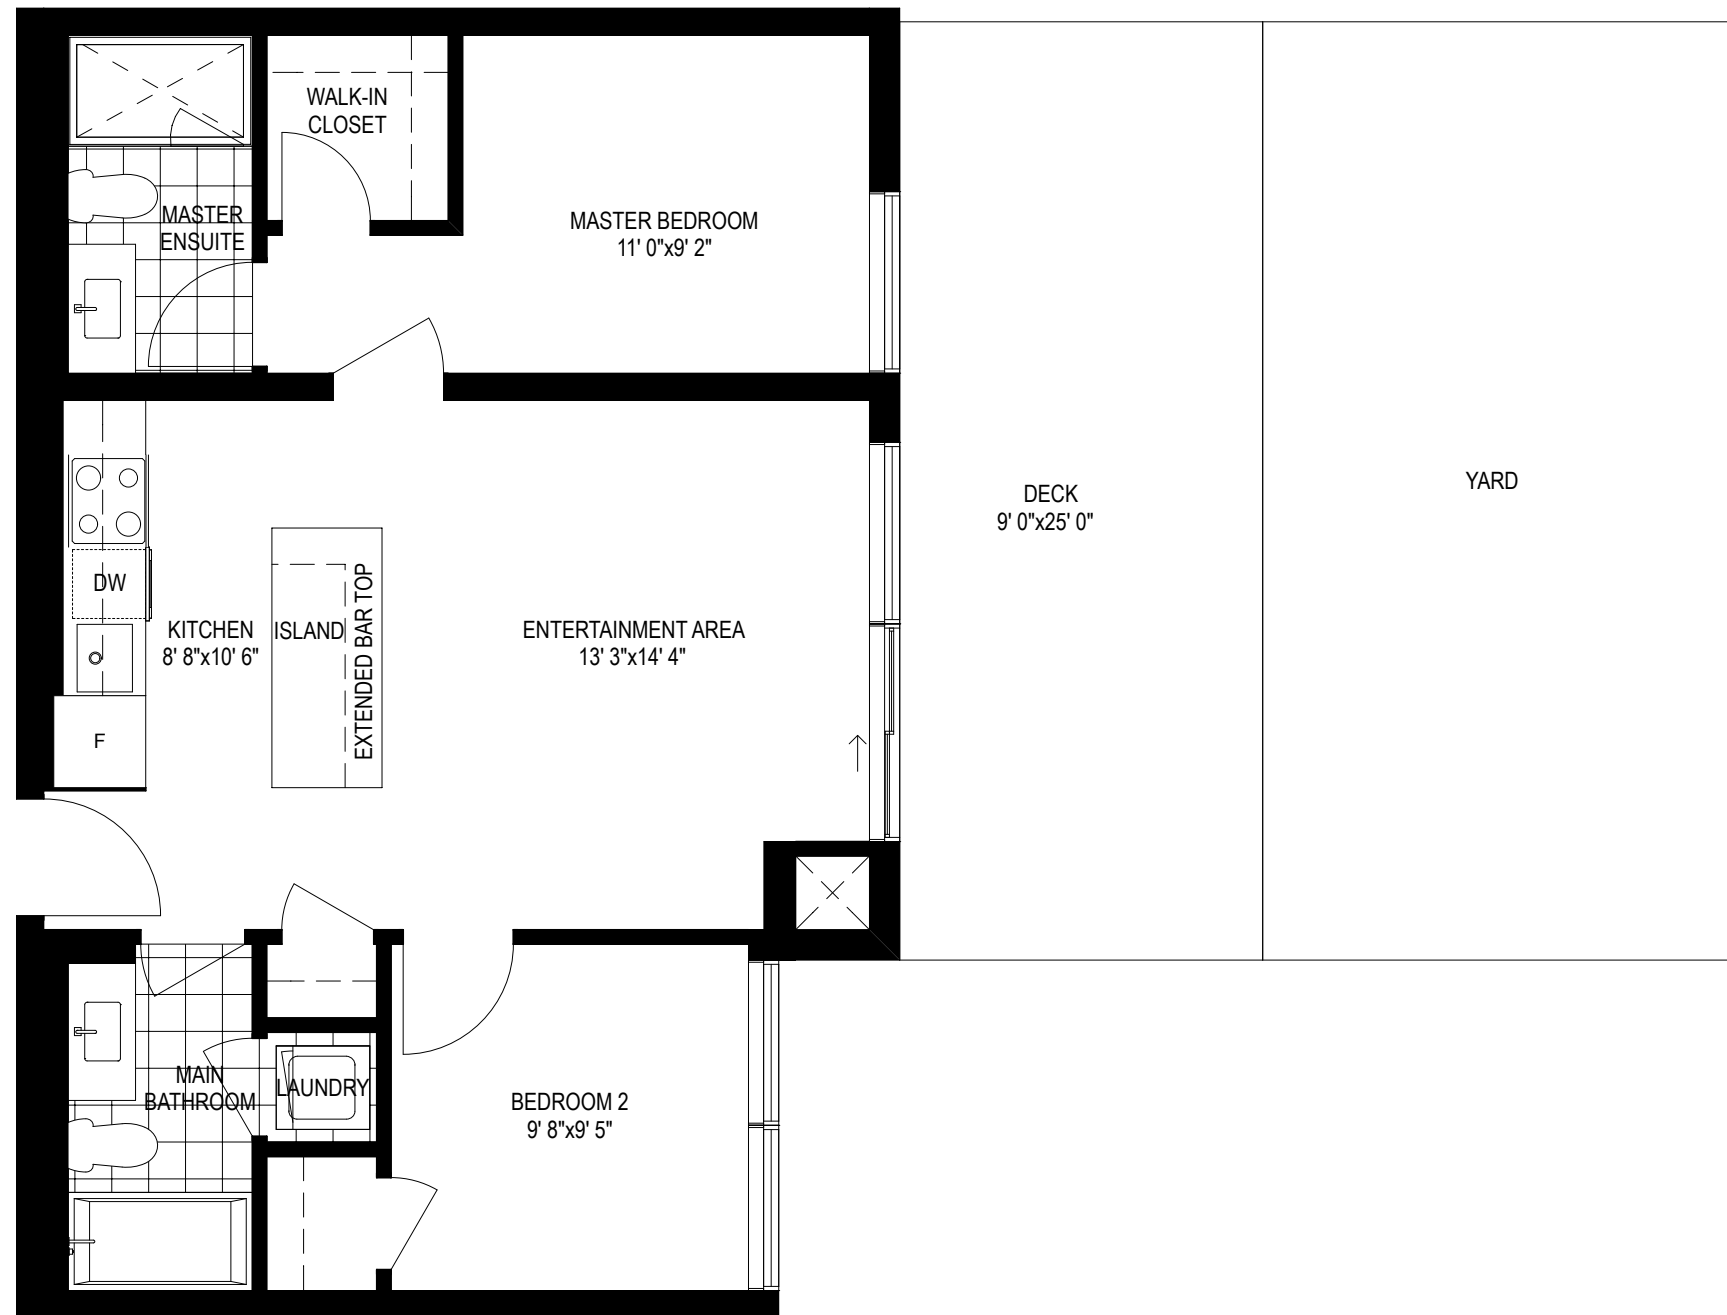 WALK-IN
CLOSET
MASTER
ENSUITE
MASTER BEDROOM
11' 0"x9' 2"
DECK
9' 0"x25' 0"
YARD
DW
KITCHEN
8' 8"x10' 6"
ISLAND
EXTENDED BAR TOP
ENTERTAINMENT AREA
13' 3"x14' 4"
F
MAIN
BATHROOM
LAUNDRY
BEDROOM 2
9' 8"x9' 5"